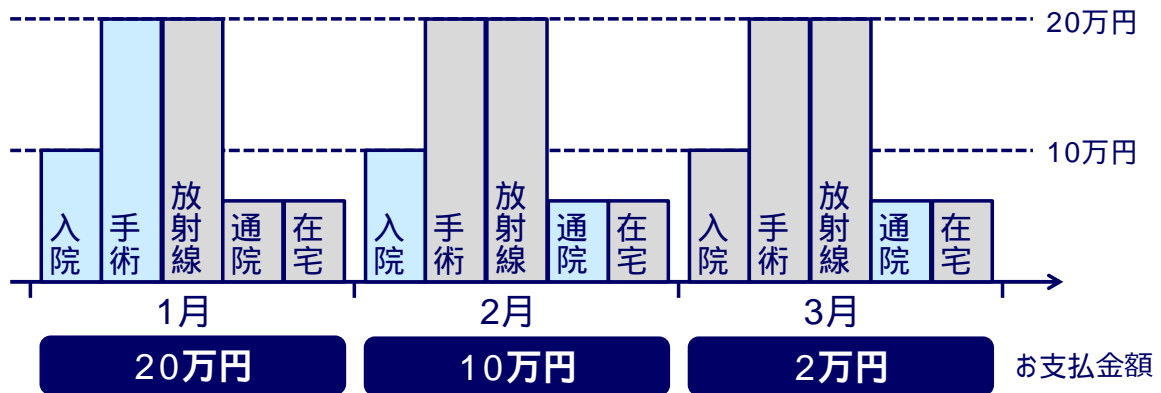 20万円
10万円
入院
手術
放射線
通院
在宅
入院
手術
放射線
通院
在宅
入院
手術
放射線
通院
在宅
1月
2月
3月
20万円
10万円
2万円
お支払金額